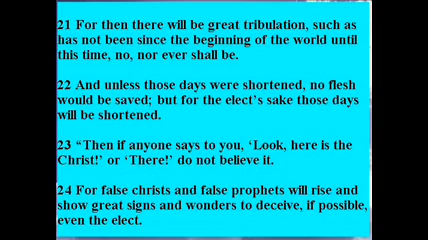 21 For then there will be great tribulation, such as
has not been since the beginning of the world until
this time, no, nor ever shall be.
22 And unless those days were shortened, no flesh
would be saved; but for the elect's sake those days
will be shortened.
23 “Then if anyone says to you, ‘Look, here is the
Christ!’ or ‘There!’ do not believe it.
24 For false christs and false prophets will rise and
show great signs and wonders to deceive, if possible,
even the elect.